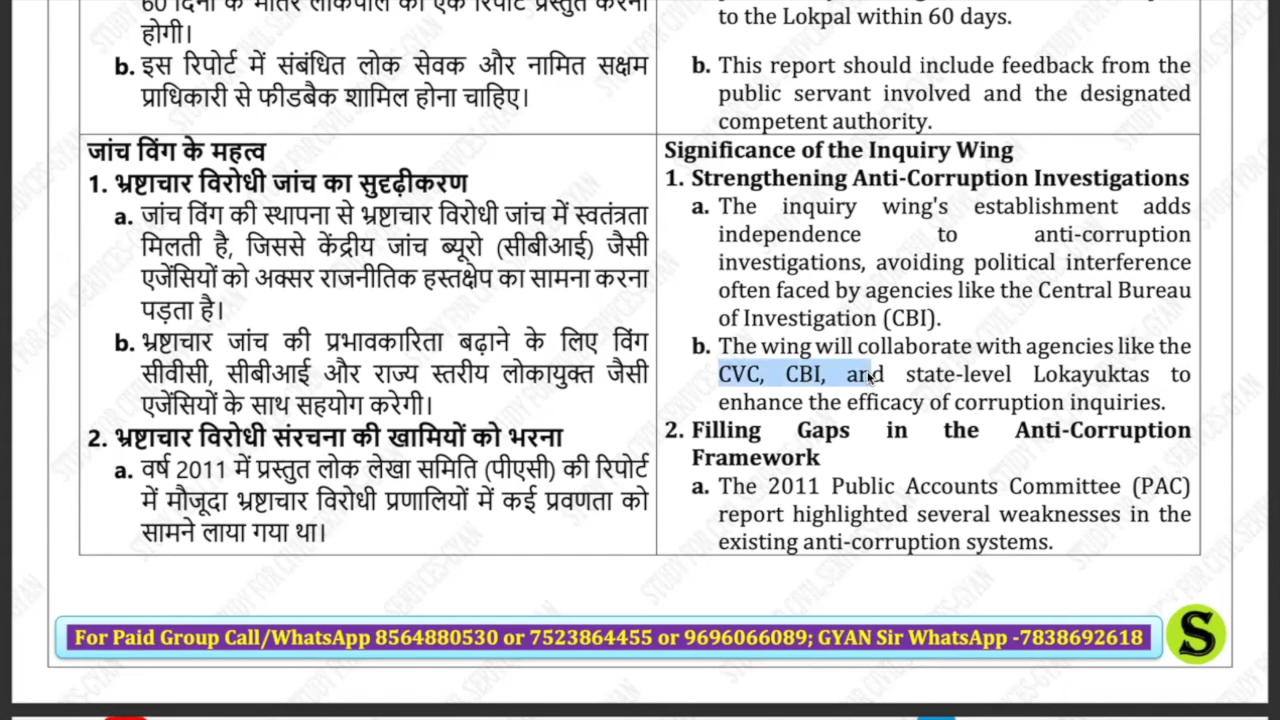 60 दिनों के भीतर लोकपाल को एक रिपोर्ट प्रस्तुत करनी
होगी।
b. इस रिपोर्ट में संबंधित लोक सेवक और नामित सक्षम
प्राधिकारी से फीडबैक शामिल होना चाहिए।
to the Lokpal within 60 days.
b. This report should include feedback from the
public servant involved and the designated
competent authority.
जांच विंग के महत्व
1. भ्रष्टाचार विरोधी जांच का सुदृढ़ीकरण
a. जांच विंग की स्थापना से भ्रष्टाचार विरोधी जांच में स्वतंत्रता
मिलती है, जिससे केंद्रीय जांच ब्यूरो (सीबीआई) जैसी
एजेंसियों को अक्सर राजनीतिक हस्तक्षेप का सामना करना
पड़ता है।
b. भ्रष्टाचार जांच की प्रभावकारिता बढ़ाने के लिए विंग
सीवीसी, सीबीआई और राज्य स्तरीय लोकायुक्त जैसी
एजेंसियों के साथ सहयोग करेगी।
2. भ्रष्टाचार विरोधी संरचना की खामियों को भरना
a. वर्ष 2011 में प्रस्तुत लोक लेखा समिति (पीएसी) की रिपोर्ट
में मौजूदा भ्रष्टाचार विरोधी प्रणालियों में कई प्रवणता को
सामने लाया गया था।
Significance of the Inquiry Wing
1. Strengthening Anti-Corruption Investigations
a. The inquiry wing's establishment adds
independence to anti-corruption
investigations, avoiding political interference
often faced by agencies like the Central Bureau
of Investigation (CBI).
b. The wing will collaborate with agencies like the
CVC, CBI, and state-level Lokayuktas to
enhance the efficacy of corruption inquiries.
2. Filling Gaps in the Anti-Corruption
Framework
a. The 2011 Public Accounts Committee (PAC)
report highlighted several weaknesses in the
existing anti-corruption systems.
For Paid Group Call/WhatsApp 8564880530 or 7523864455 or 9696066089; GYAN Sir WhatsApp -7838692618
S